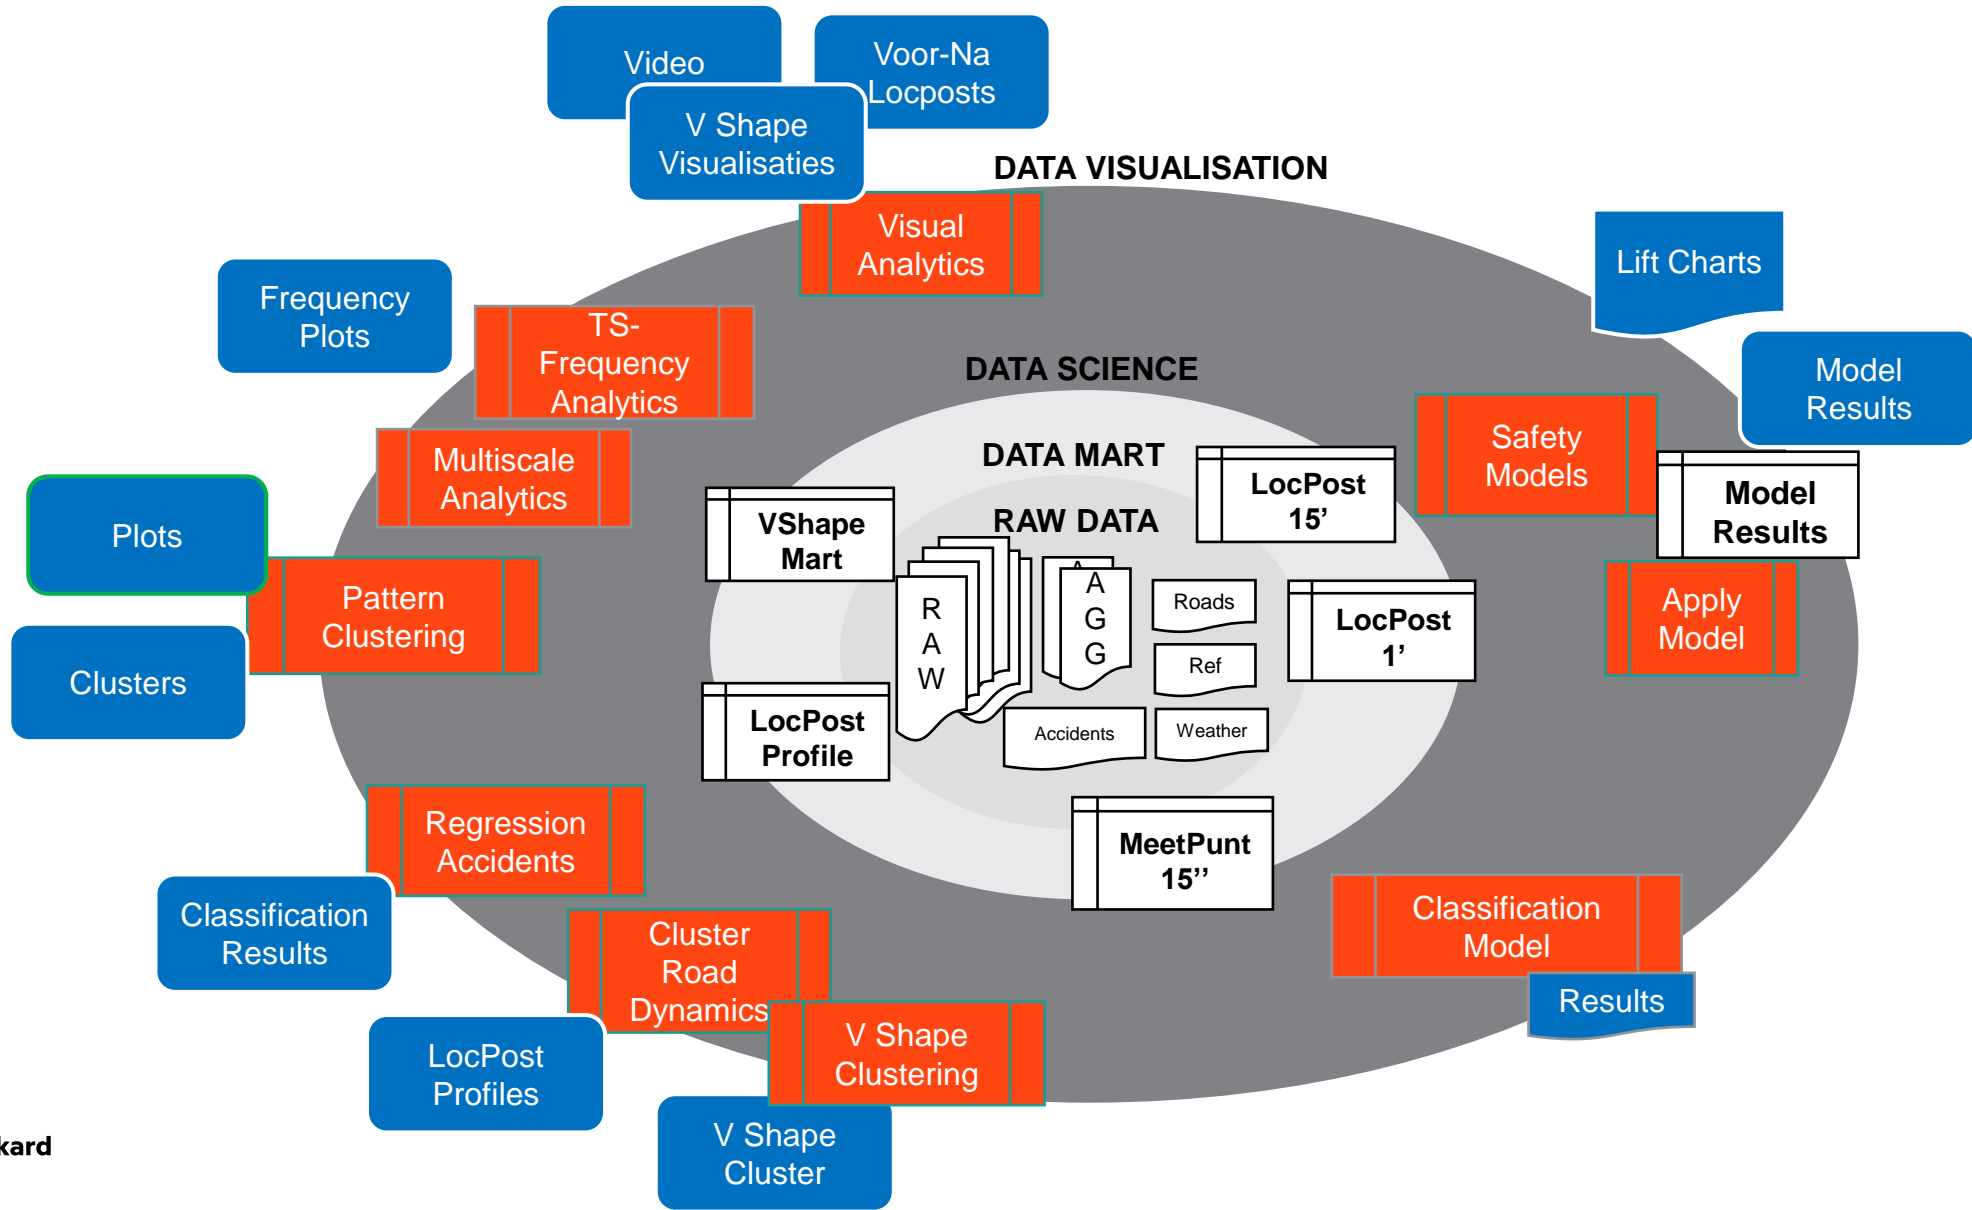 Video
Voor-Na
Locposts
V Shape
Visualisaties
DATA VISUALISATION
Visual
Analytics
Lift Charts
Frequency
Plots
TS-
Frequency
Analytics
Model
Results
DATA SCIENCE
Multiscale
Analytics
Safety
Models
DATA MART
LocPost
15’
Model
Results
Plots
VShape
Mart
RAW DATA
Pattern
Clustering
R
A
W
A
A
G
G
Roads
LocPost
1’
Apply
Model
Clusters
Ref
LocPost
Profile
Accidents
Weather
Regression
Accidents
MeetPunt
15’’
Classification
Results
Classification
Model
Cluster
Road
Dynamics
Results
V Shape
Clustering
LocPost
Profiles
V Shape
Cluster
kard